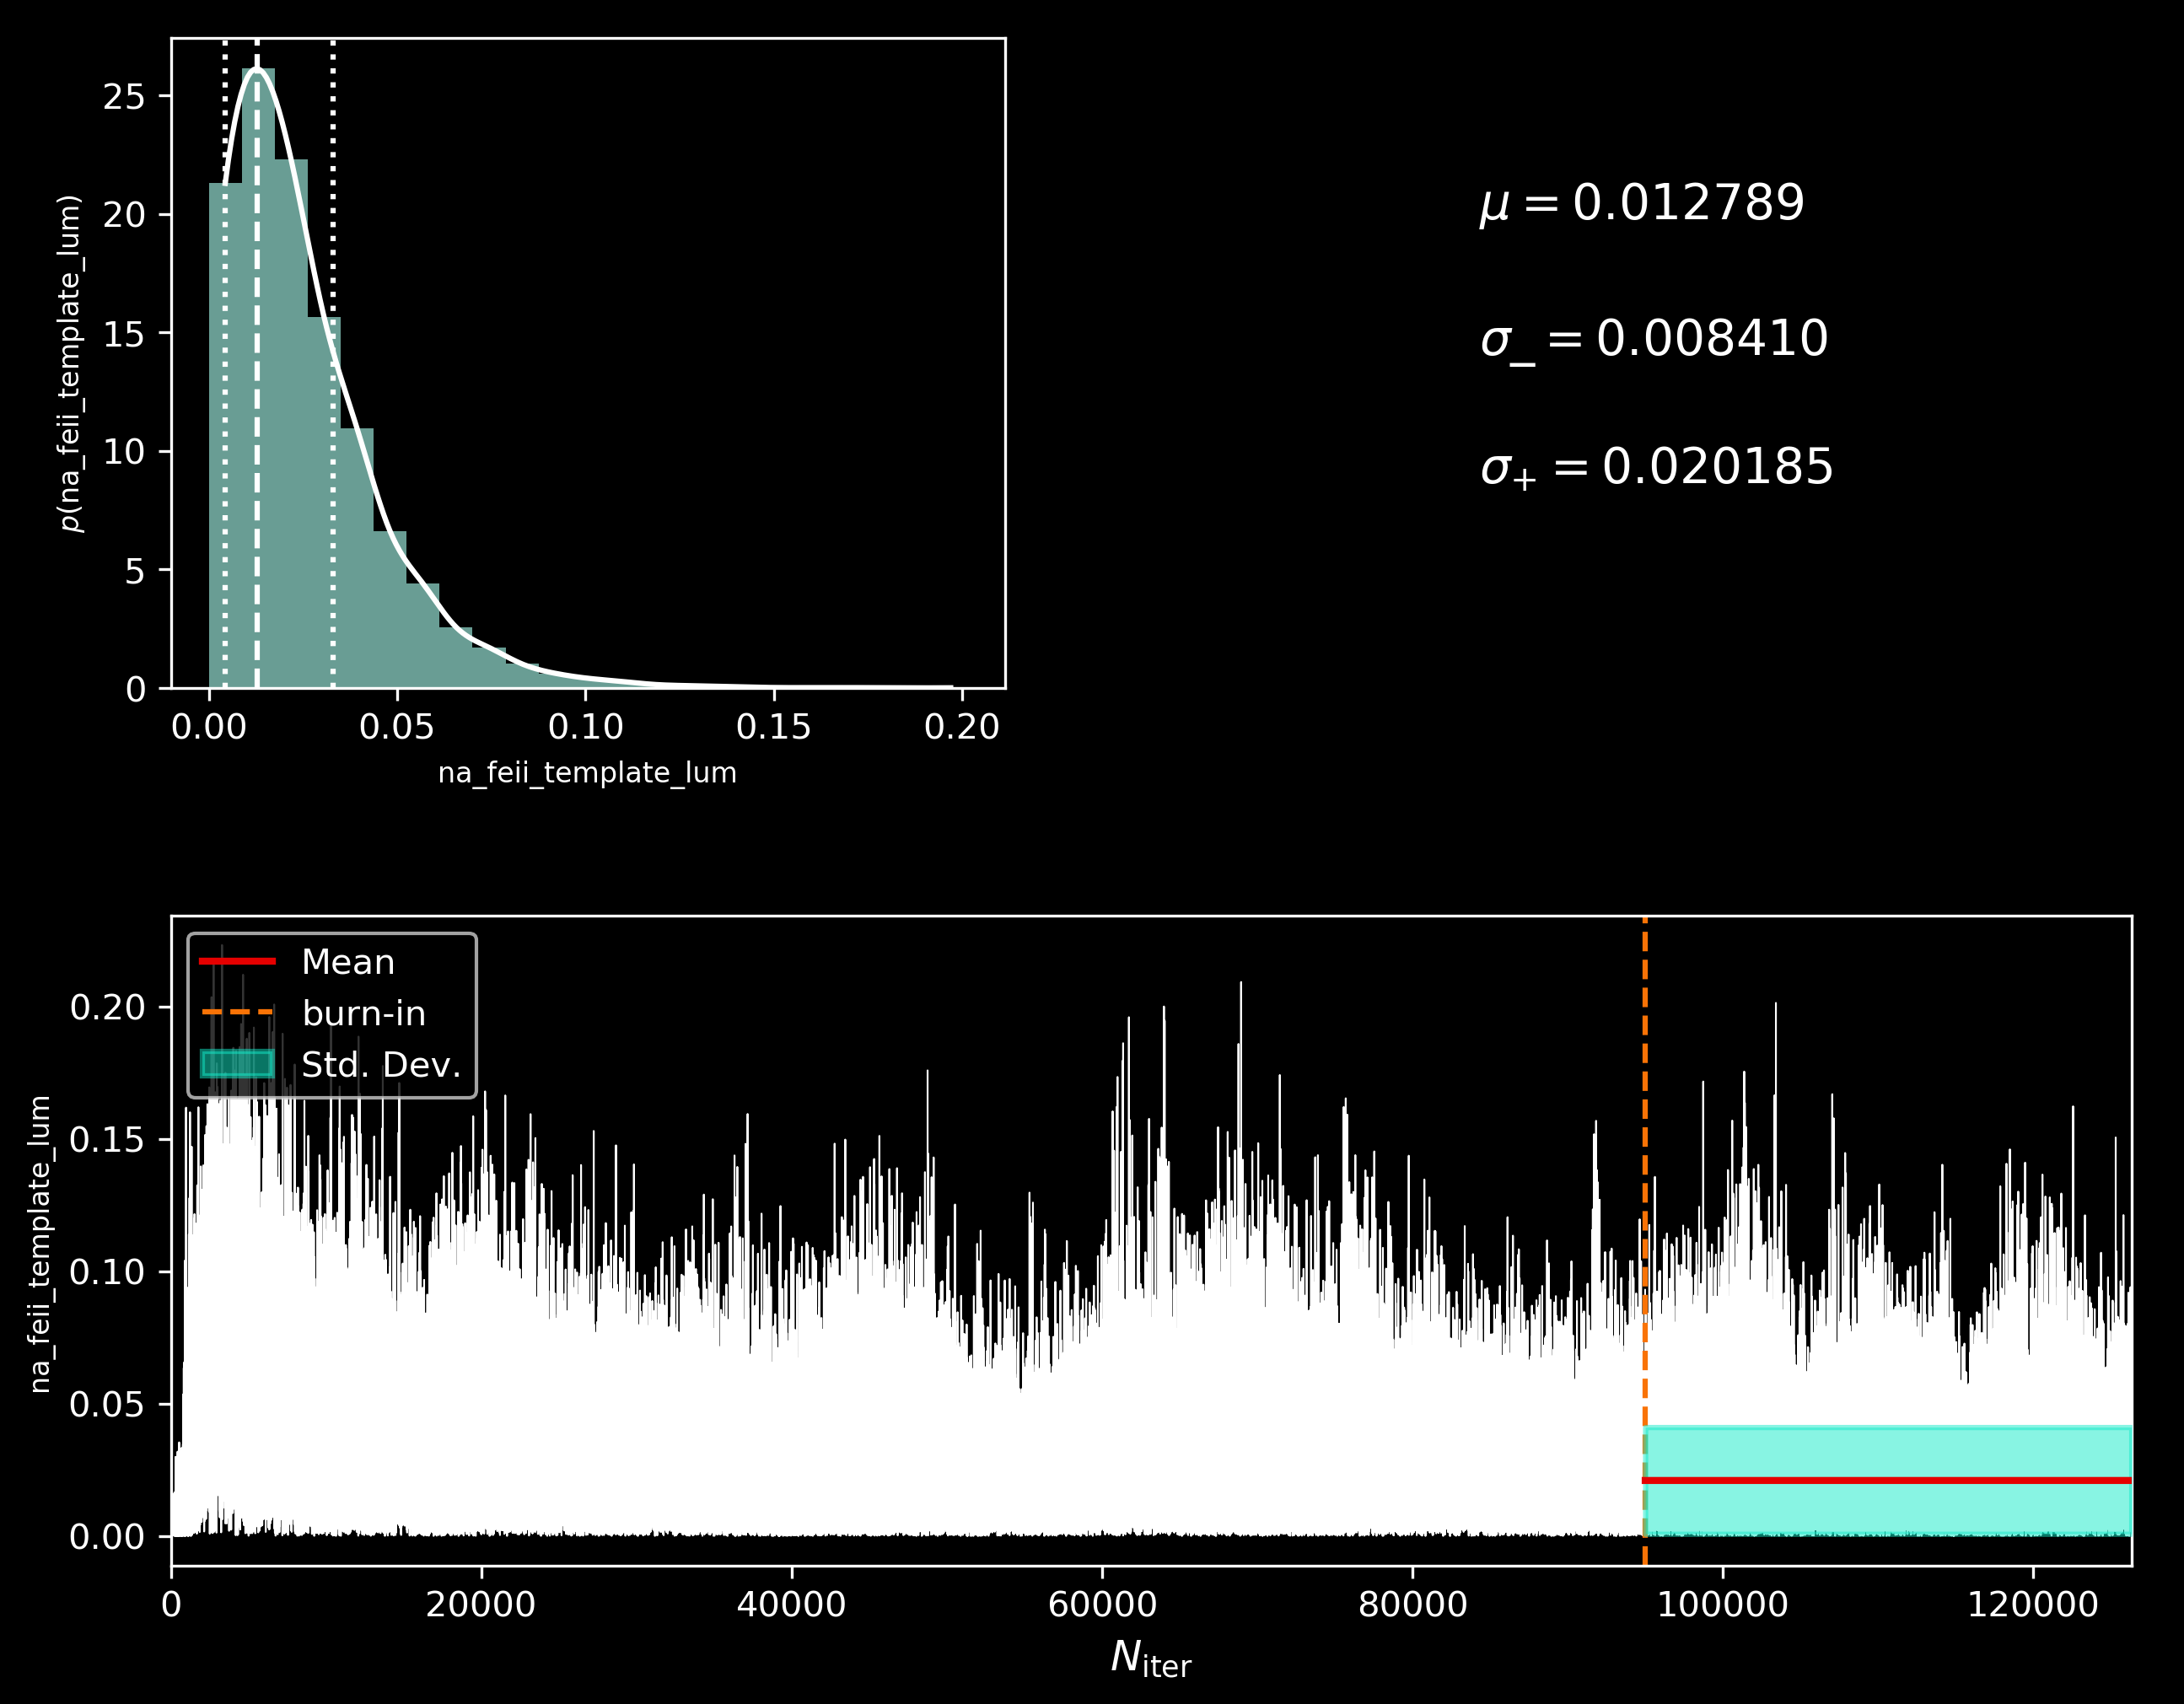 25
20
15
10
5
0
p(na_feii_template_lum)
0.00 0.05 0.10 0.15 0.20
na_feii_template_lum
μ = 0.012789
σ_− = 0.008410
σ_+ = 0.020185
Mean
burn-in
Std. Dev.
0.20
0.15
0.10
0.05
0.00
na_feii_template_lum
0 20000 40000 60000 80000 100000 120000
N_iter